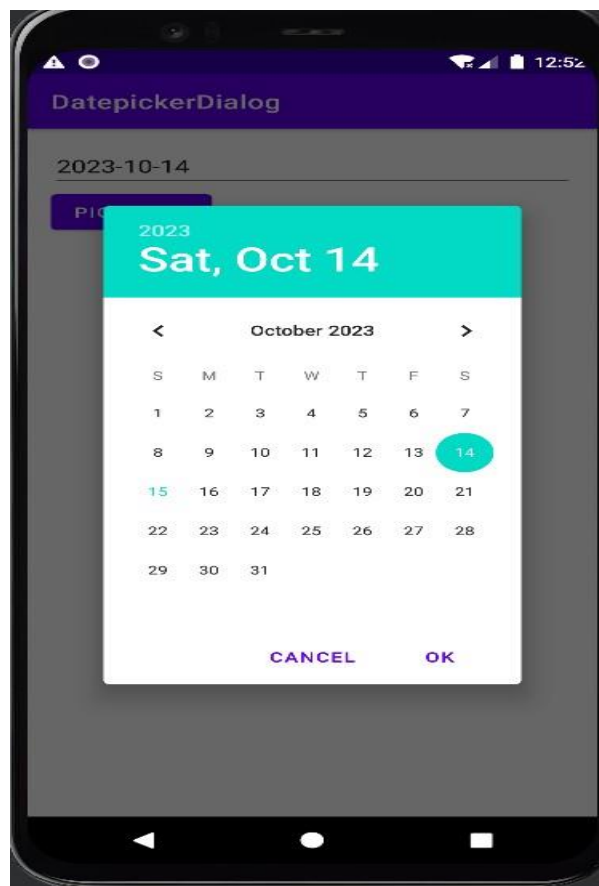 12:52
DatepickerDialog
2023-10-14
2023
Sat, Oct 14
< October 2023 >
S M T W T F S
1 2 3 4 5 6 7
8 9 10 11 12 13 14
15 16 17 18 19 20 21
22 23 24 25 26 27 28
29 30 31
CANCEL OK